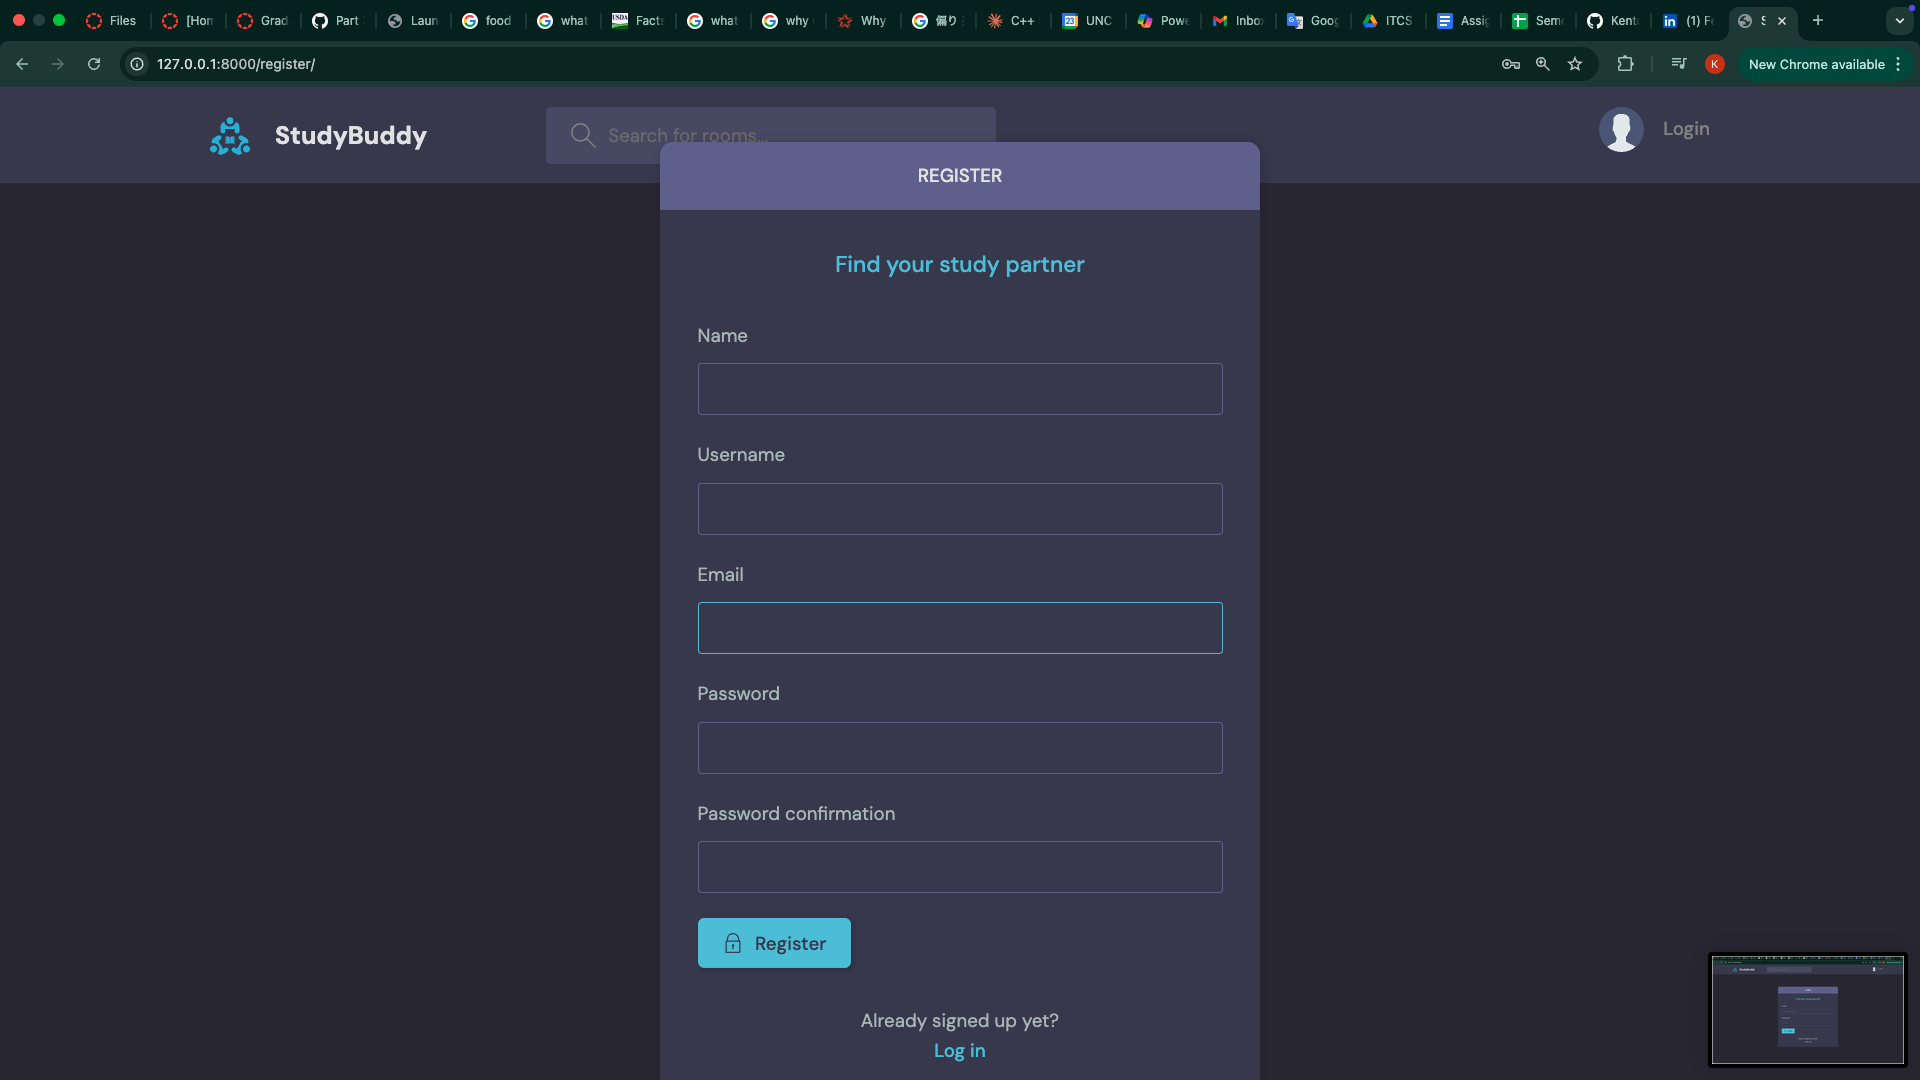 Files [Hom Grad Part Laun food what Facts what why Why 偏り C++ UNC Powe Inbo Goog ITCS Assig Sem Kent (1) F S
127.0.0.1:8000/register/ K New Chrome available
StudyBuddy Search for rooms... Login
REGISTER
Find your study partner
Name
Username
Email
Password
Password confirmation
Register
Already signed up yet?
Log in